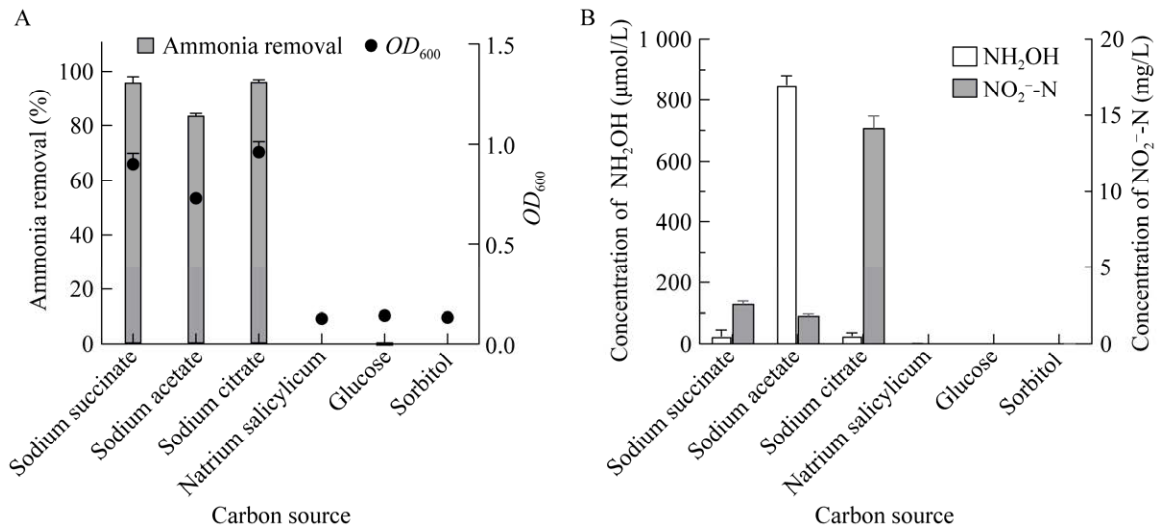 A
Ammonia removal
OD₆₀₀
Ammonia removal (%)
100
80
60
40
20
0
1.5
1.0
0.5
0.0
OD₆₀₀
Sodium succinate
Sodium acetate
Sodium citrate
Natrium salicylicum
Glucose
Sorbitol
Carbon source
B
NH₂OH
NO₂⁻-N
Concentration of NH₂OH (μmol/L)
1 000
800
600
400
200
0
20
15
10
5
0
Concentration of NO₂⁻-N (mg/L)
Sodium succinate
Sodium acetate
Sodium citrate
Natrium salicylicum
Glucose
Sorbitol
Carbon source